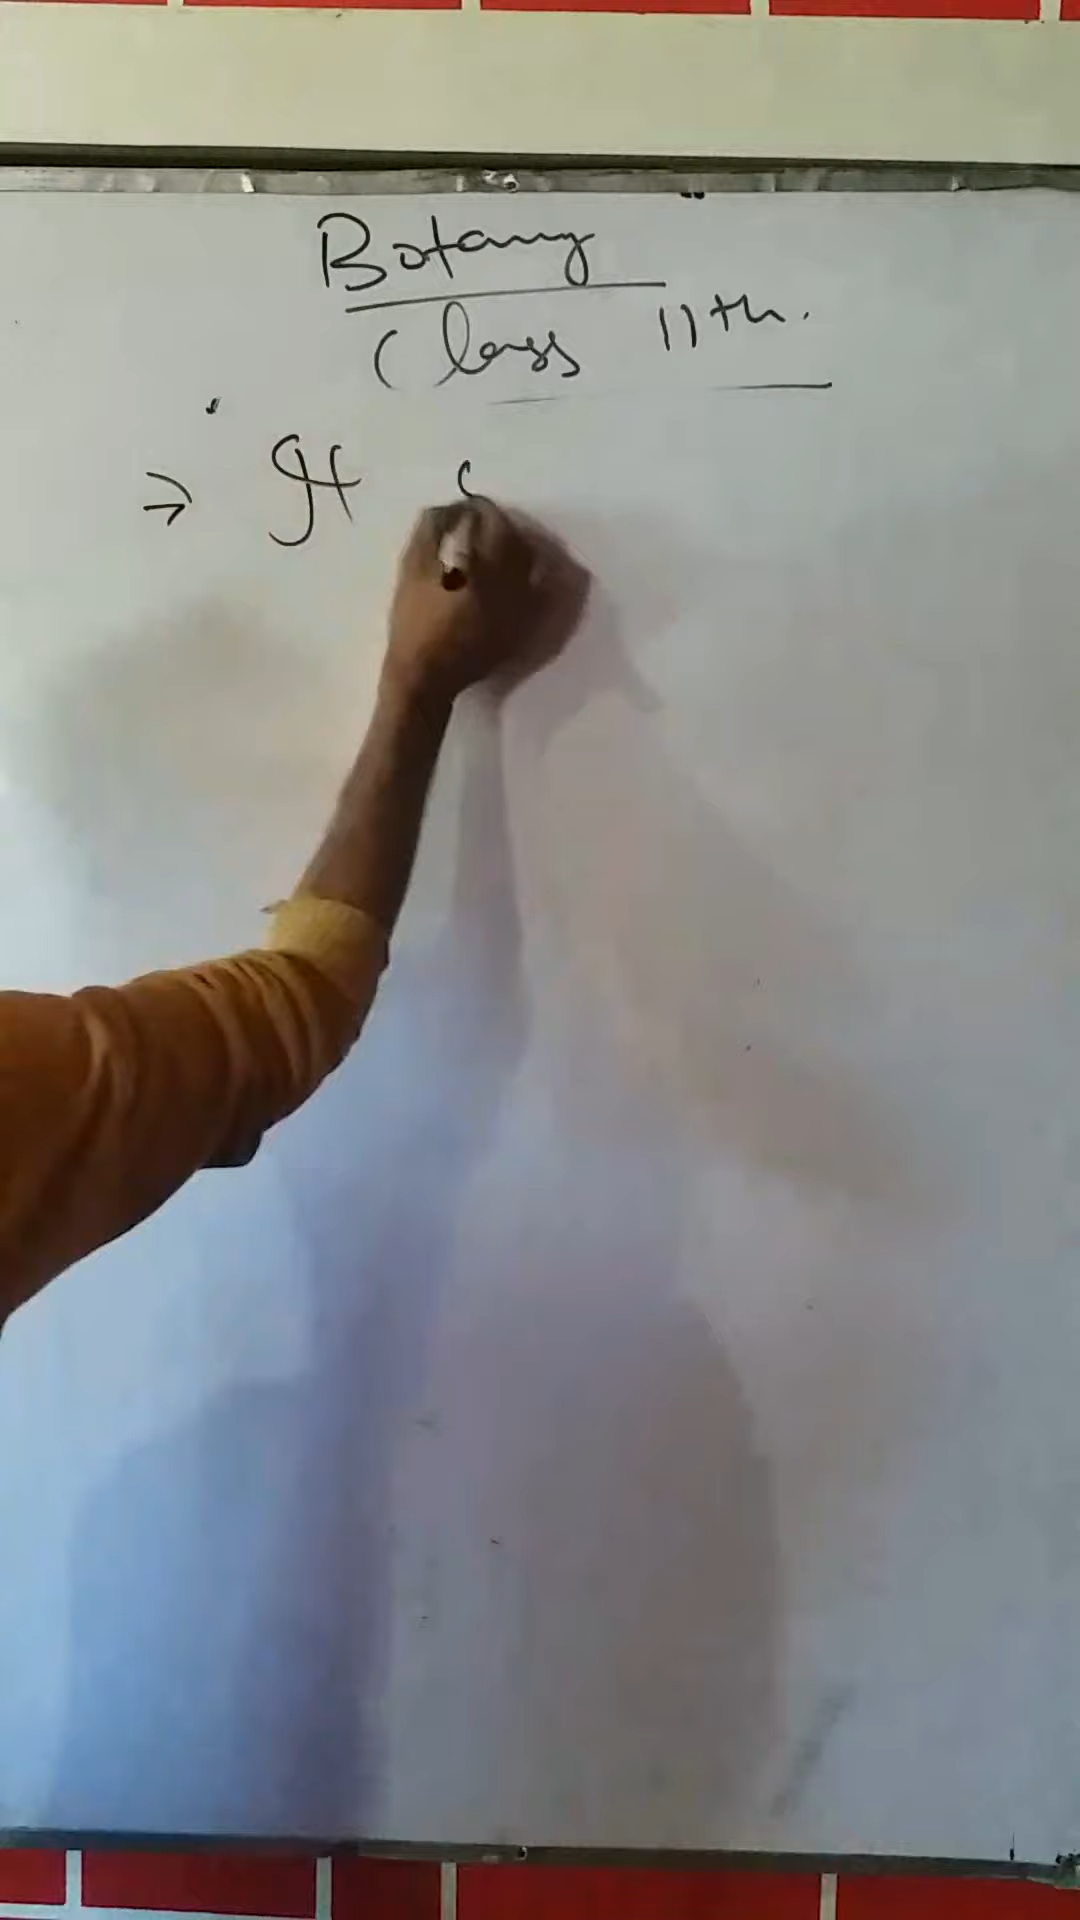 Botany
Class 11th.
→ It